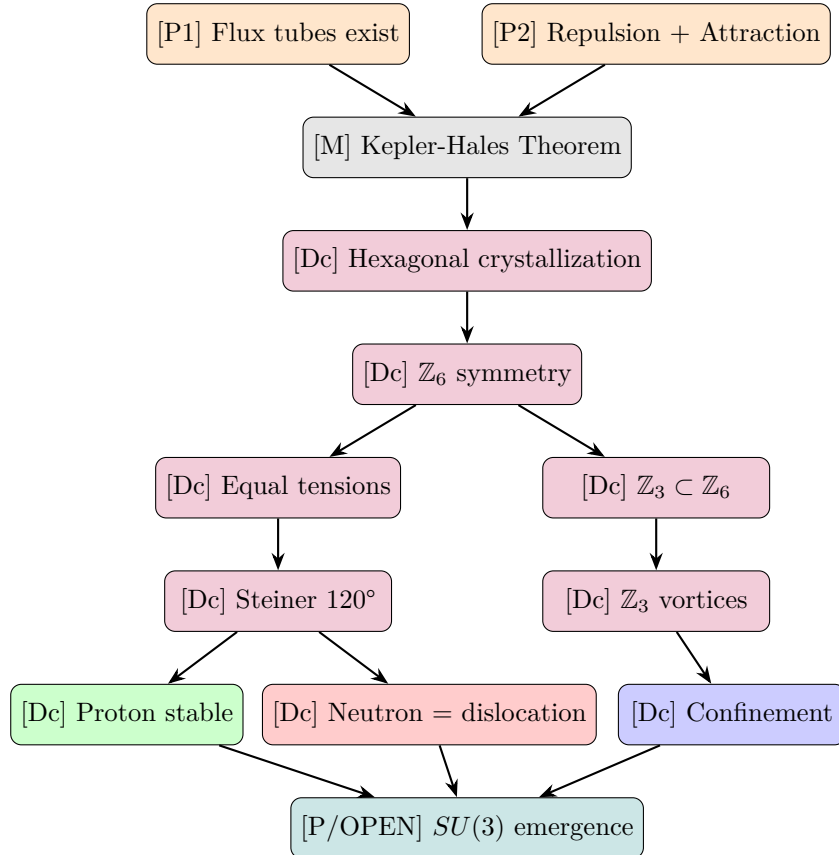 [P1] Flux tubes exist
[P2] Repulsion + Attraction
[M] Kepler-Hales Theorem
[Dc] Hexagonal crystallization
[Dc] ℤ₆ symmetry
[Dc] Equal tensions
[Dc] ℤ₃ ⊂ ℤ₆
[Dc] Steiner 120°
[Dc] ℤ₃ vortices
[Dc] Proton stable
[Dc] Neutron = dislocation
[Dc] Confinement
[P/OPEN] SU(3) emergence